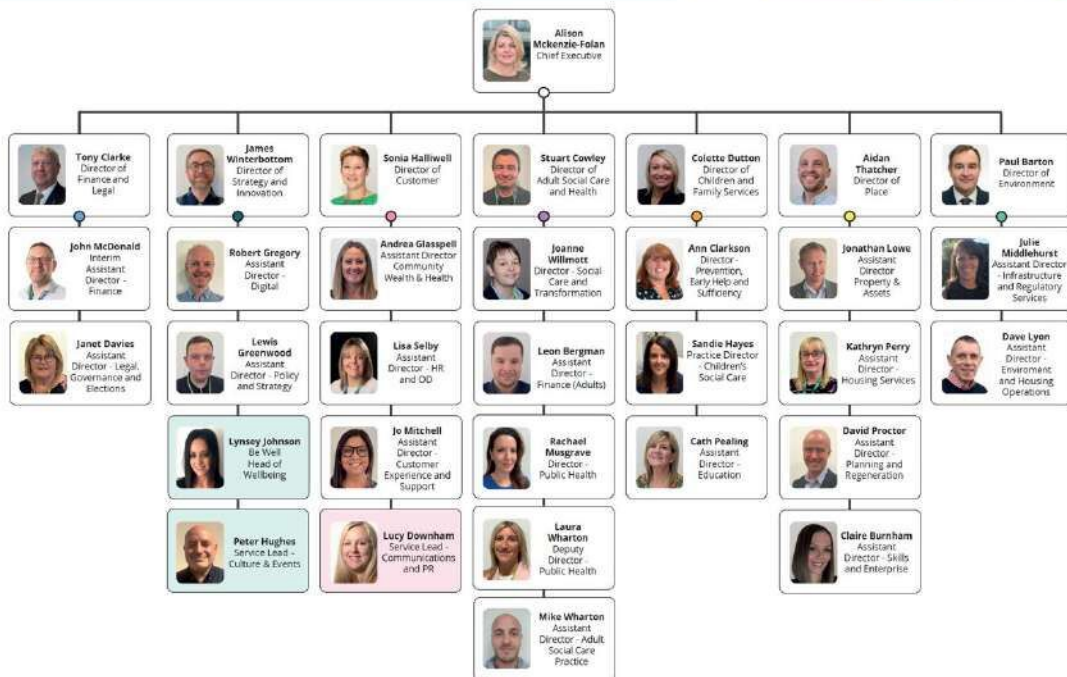 Alison
Mckenzie-Folan
Chief Executive
Tony Clarke
Director of
Finance and
Legal
James
Winterbottom
Director of
Strategy and
Innovation
Sonia Halliwell
Director of
Customer
Stuart Cowley
Director of
Adult Social Care
and Health
Colette Dutton
Director of
Children and
Family Services
Aidan
Thatcher
Director of
Place
Paul Barton
Director of
Environment
John McDonald
Interim
Assistant
Director -
Finance
Robert Gregory
Assistant
Director -
Digital
Andrea Glasspell
Assistant Director
Community
Wealth & Health
Joanne
Willmott
Director - Social
Care and
Transformation
Ann Clarkson
Director-
Prevention,
Early Help and
Sufficiency
Jonathan Lowe
Assistant
Director
Property &
Assets
Julie
Middlehurst
Assistant Director
- Infrastructure
and Regulatory
Services
Janet Davies
Assistant
Director - Legal,
Governance and
Elections
Lewis
Greenwood
Assistant
Director - Policy
and Strategy
Lisa Selby
Assistant
Director - HR
and OD
Leon Bergman
Assistant
Director -
Finance (Adults)
Sandie Hayes
Practice Director
- Children's
Social Care
Kathryn Perry
Assistant
Director -
Housing Services
Dave Lyon
Assistant
Director -
Enviroment
and Housing
Operations
Lynsey Johnson
Be Well
Head of
Wellbeing
Jo Mitchell
Assistant
Director -
Customer
Experience and
Support
Rachael
Musgrave
Director -
Public Health
Cath Pealing
Assistant
Director -
Education
David Proctor
Assistant
Director -
Planning and
Regeneration
Peter Hughes
Service Lead -
Culture & Events
Lucy Downham
Service Lead -
Communications
and PR
Laura
Wharton
Deputy
Director -
Public Health
Claire Burnham
Assistant
Director - Skills
and Enterprise
Mike Wharton
Assistant
Director - Adult
Social Care
Practice